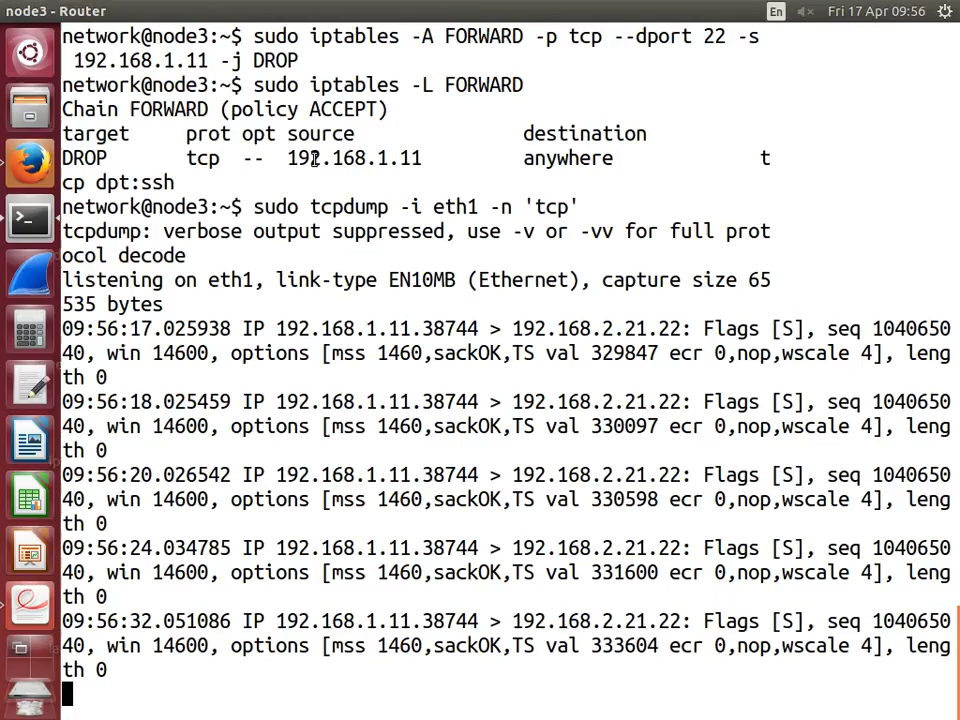 node3 - Router
En
Fri 17 Apr 09:56
network@node3:~$ sudo iptables -A FORWARD -p tcp --dport 22 -s
 192.168.1.11 -j DROP
network@node3:~$ sudo iptables -L FORWARD
Chain FORWARD (policy ACCEPT)
target     prot opt source               destination
DROP       tcp  --  192.168.1.11         anywhere             t
cp dpt:ssh
network@node3:~$ sudo tcpdump -i eth1 -n 'tcp'
tcpdump: verbose output suppressed, use -v or -vv for full prot
ocol decode
listening on eth1, link-type EN10MB (Ethernet), capture size 65
535 bytes
09:56:17.025938 IP 192.168.1.11.38744 > 192.168.2.21.22: Flags [S], seq 1040650
40, win 14600, options [mss 1460,sackOK,TS val 329847 ecr 0,nop,wscale 4], leng
th 0
09:56:18.025459 IP 192.168.1.11.38744 > 192.168.2.21.22: Flags [S], seq 1040650
40, win 14600, options [mss 1460,sackOK,TS val 330097 ecr 0,nop,wscale 4], leng
th 0
09:56:20.026542 IP 192.168.1.11.38744 > 192.168.2.21.22: Flags [S], seq 1040650
40, win 14600, options [mss 1460,sackOK,TS val 330598 ecr 0,nop,wscale 4], leng
th 0
09:56:24.034785 IP 192.168.1.11.38744 > 192.168.2.21.22: Flags [S], seq 1040650
40, win 14600, options [mss 1460,sackOK,TS val 331600 ecr 0,nop,wscale 4], leng
th 0
09:56:32.051086 IP 192.168.1.11.38744 > 192.168.2.21.22: Flags [S], seq 1040650
40, win 14600, options [mss 1460,sackOK,TS val 333604 ecr 0,nop,wscale 4], leng
th 0